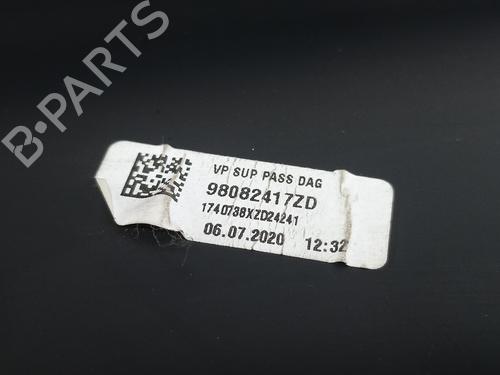 B-PARTS
VP SUP PASS DAG
98082417ZD
1740738XZD24241
06.07.2020 12:32